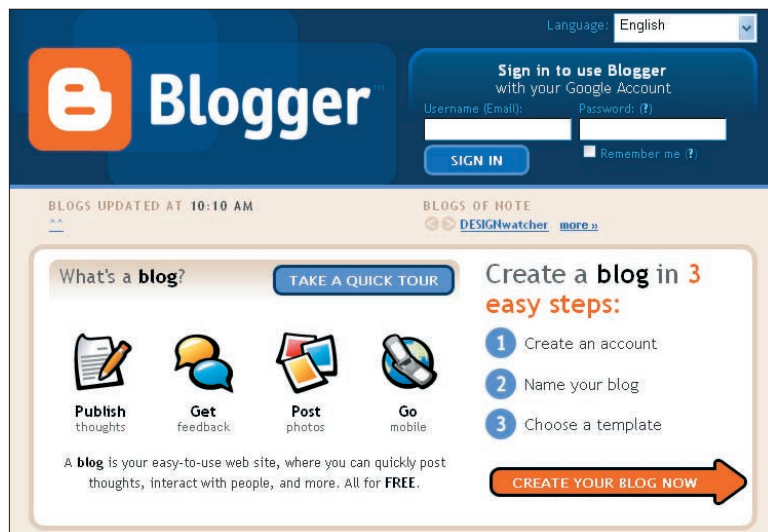 Language: English
Blogger™
Sign in to use Blogger
with your Google Account
Username (Email):
Password: (?)
SIGN IN
Remember me (?)
BLOGS UPDATED AT 10:10 AM
^^
BLOGS OF NOTE
DESIGNwatcher more »
What's a blog?
TAKE A QUICK TOUR
Publish
thoughts
Get
feedback
Post
photos
Go
mobile
A blog is your easy-to-use web site, where you can quickly post
thoughts, interact with people, and more. All for FREE.
Create a blog in 3
easy steps:
1 Create an account
2 Name your blog
3 Choose a template
CREATE YOUR BLOG NOW